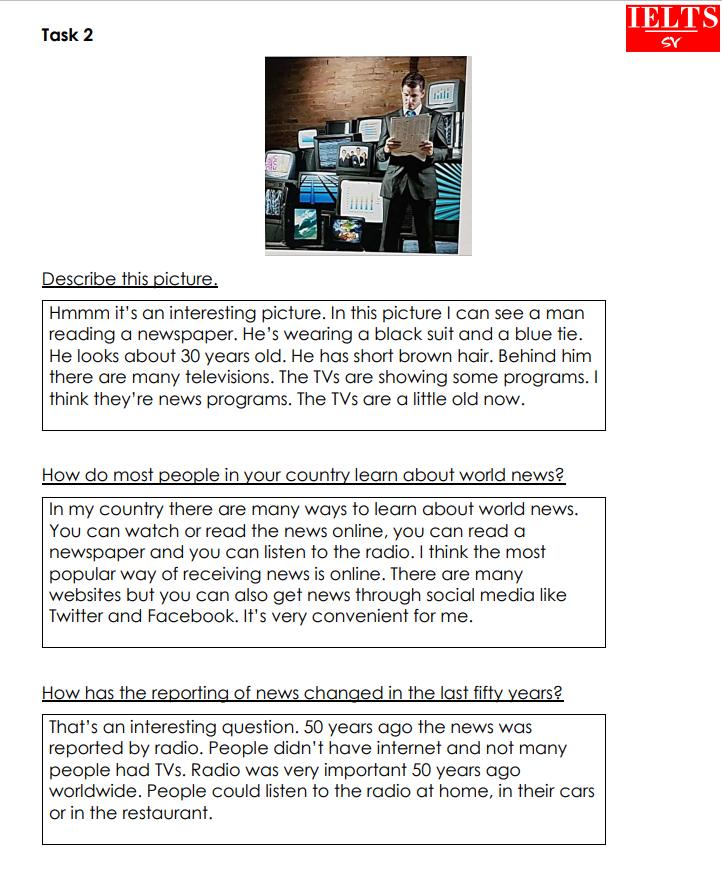 IELTS
SY
Task 2
Describe this picture.
Hmmm it's an interesting picture. In this picture I can see a man
reading a newspaper. He's wearing a black suit and a blue tie.
He looks about 30 years old. He has short brown hair. Behind him
there are many televisions. The TVs are showing some programs. I
think they're news programs. The TVs are a little old now.
How do most people in your country learn about world news?
In my country there are many ways to learn about world news.
You can watch or read the news online, you can read a
newspaper and you can listen to the radio. I think the most
popular way of receiving news is online. There are many
websites but you can also get news through social media like
Twitter and Facebook. It's very convenient for me.
How has the reporting of news changed in the last fifty years?
That's an interesting question. 50 years ago the news was
reported by radio. People didn't have internet and not many
people had TVs. Radio was very important 50 years ago
worldwide. People could listen to the radio at home, in their cars
or in the restaurant.